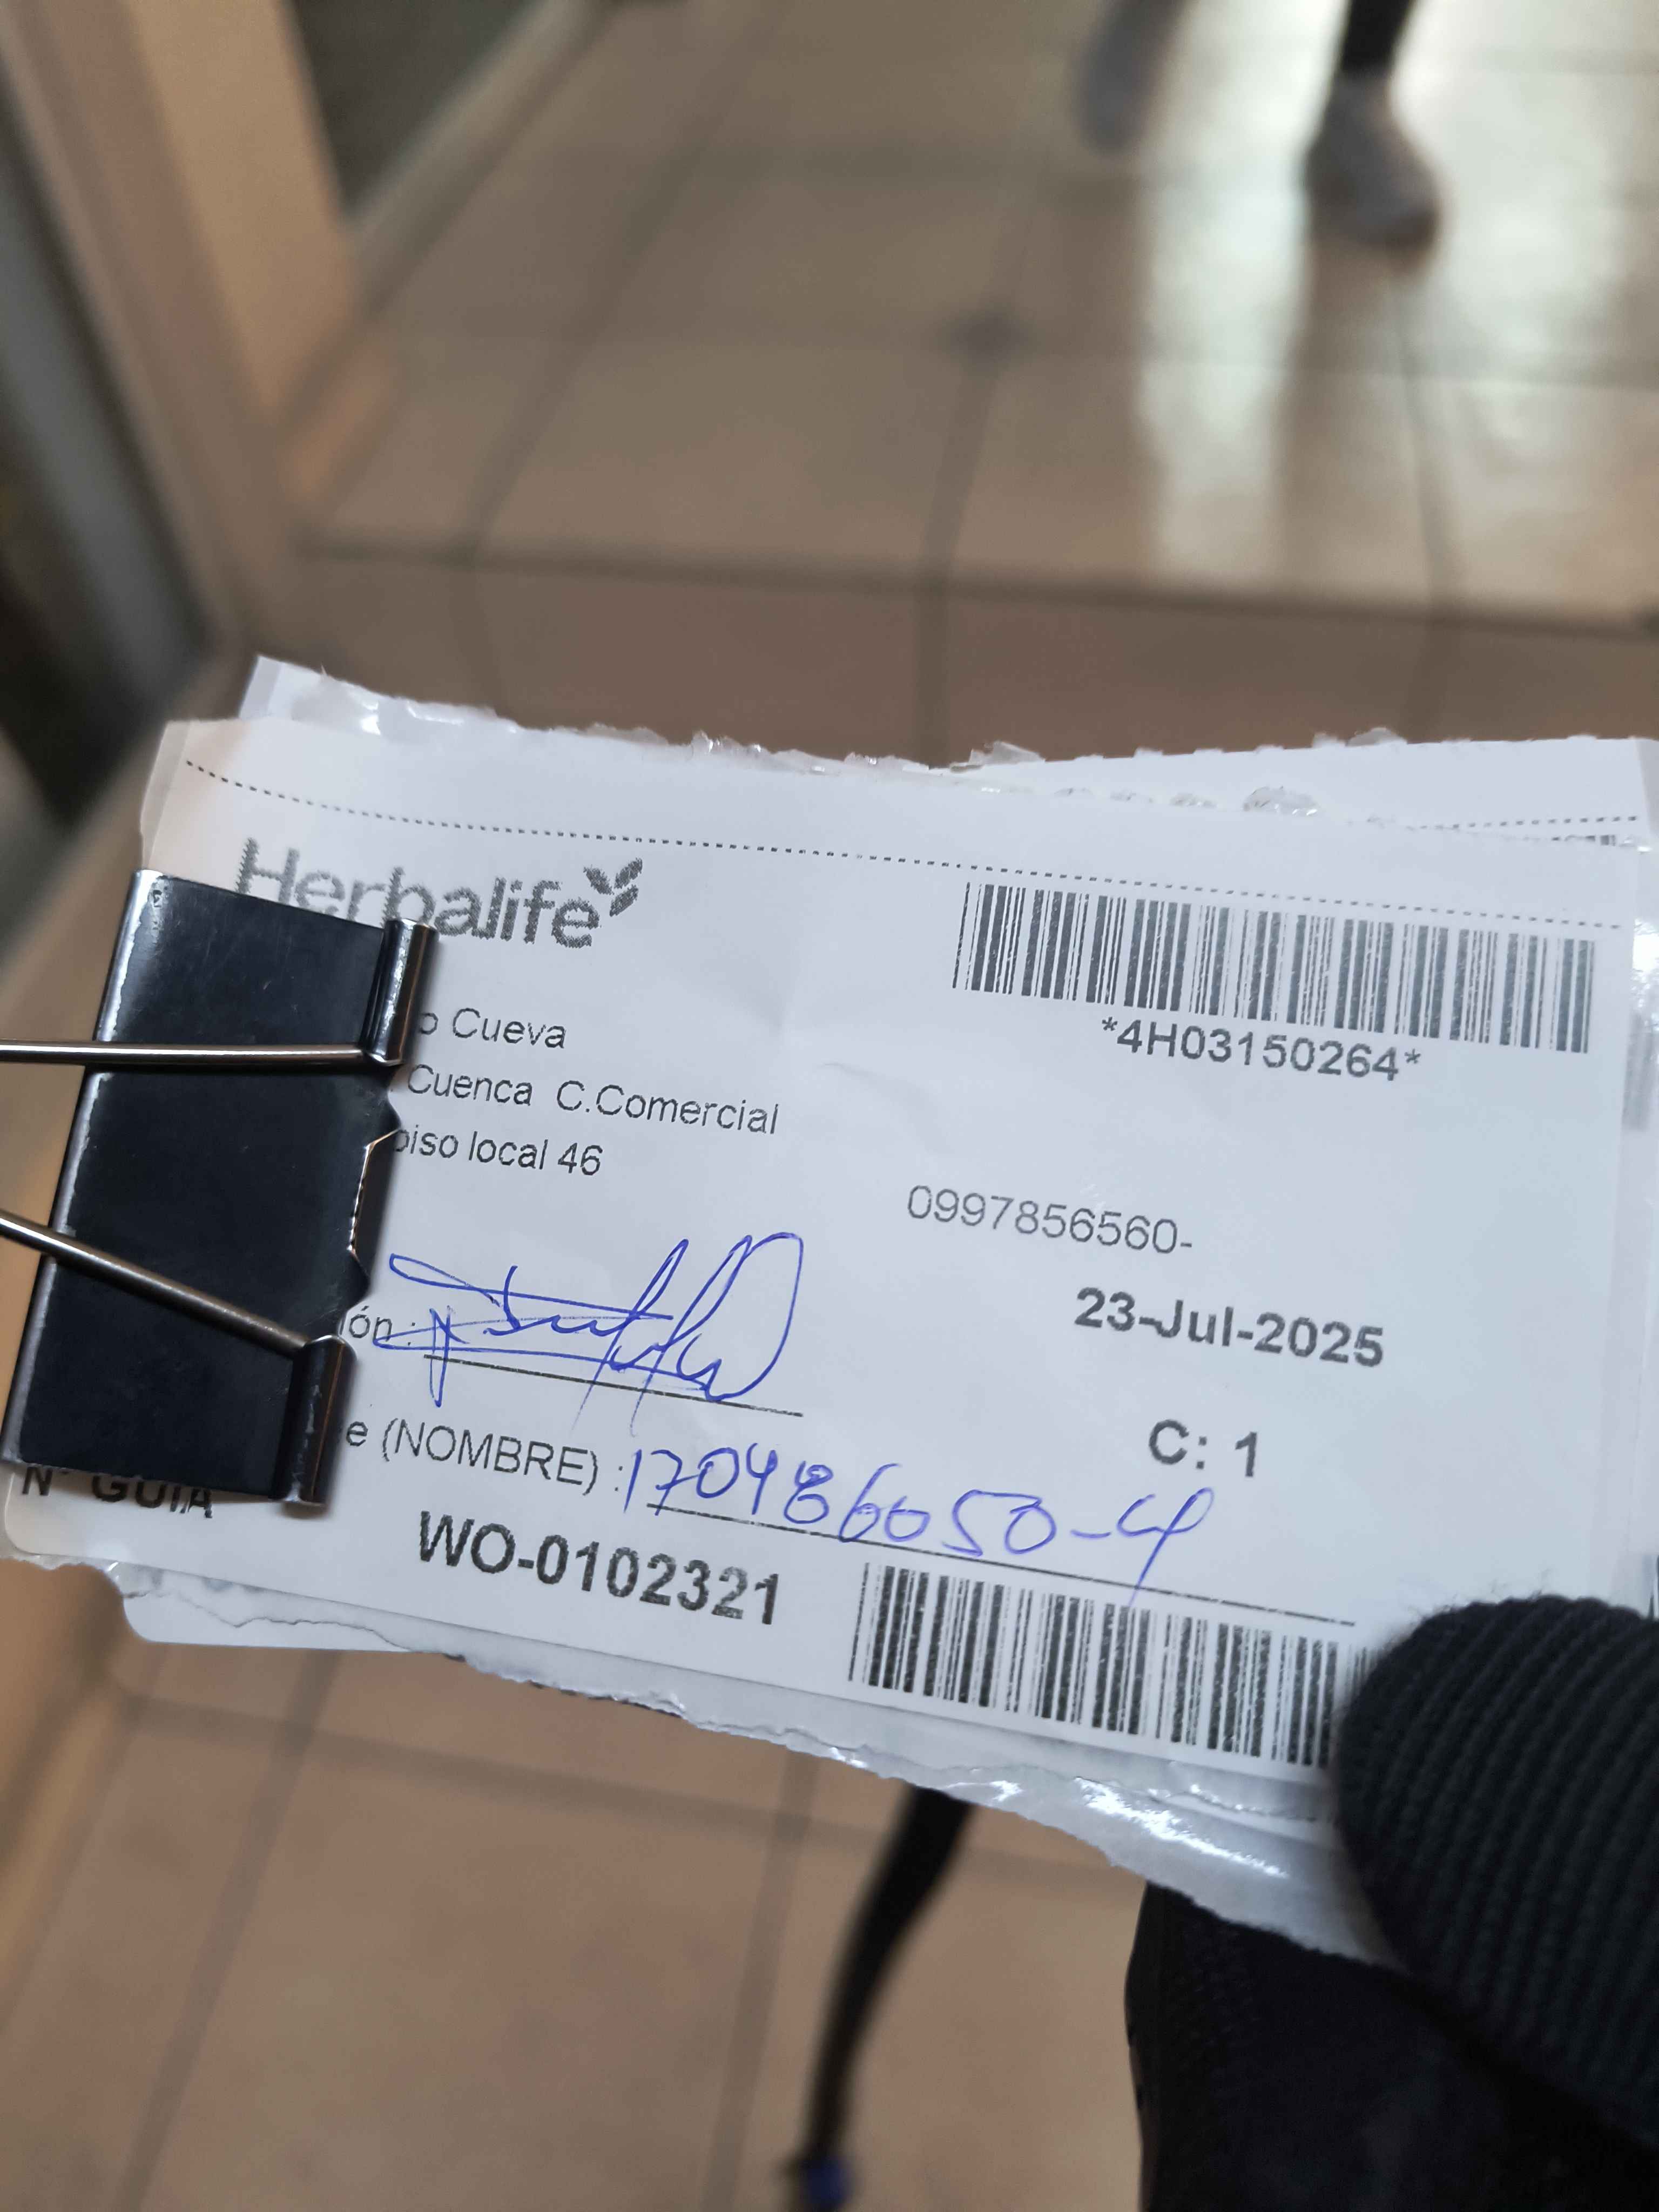 Herbalife
*4H03150264*
o Cueva
Cuenca C.Comercial
piso local 46
0997856560-
23-Jul-2025
ión :
C: 1
e (NOMBRE) : 170486050-4
N° GUIA
WO-0102321